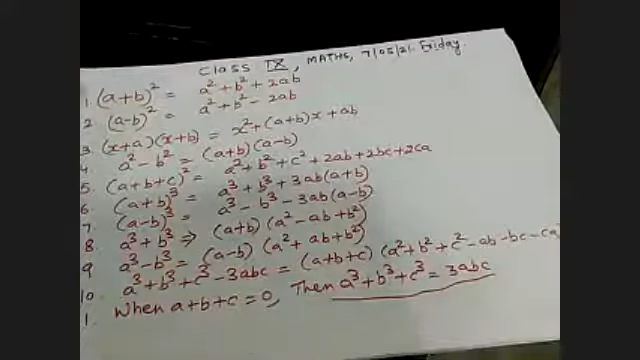 Class IX, MATHS, 7/05/21. Friday.
1. (a+b)² = a² + b² + 2ab
2. (a-b)² = a² + b² - 2ab
3. (x+a)(x+b) = x² + (a+b)x + ab
4. a² - b² = (a+b)(a-b)
5. (a+b+c)² = a² + b² + c² + 2ab + 2bc + 2ca
6. (a+b)³ = a³ + b³ + 3ab(a+b)
7. (a-b)³ = a³ - b³ - 3ab(a-b)
8. a³ + b³ ⇒ (a+b)(a² - ab + b²)
9 a³ - b³ = (a-b)(a² + ab + b²)
10. a³ + b³ + c³ - 3abc = (a+b+c)(a² + b² + c² - ab - bc - ca
1. When a+b+c = 0, Then a³ + b³ + c³ = 3abc